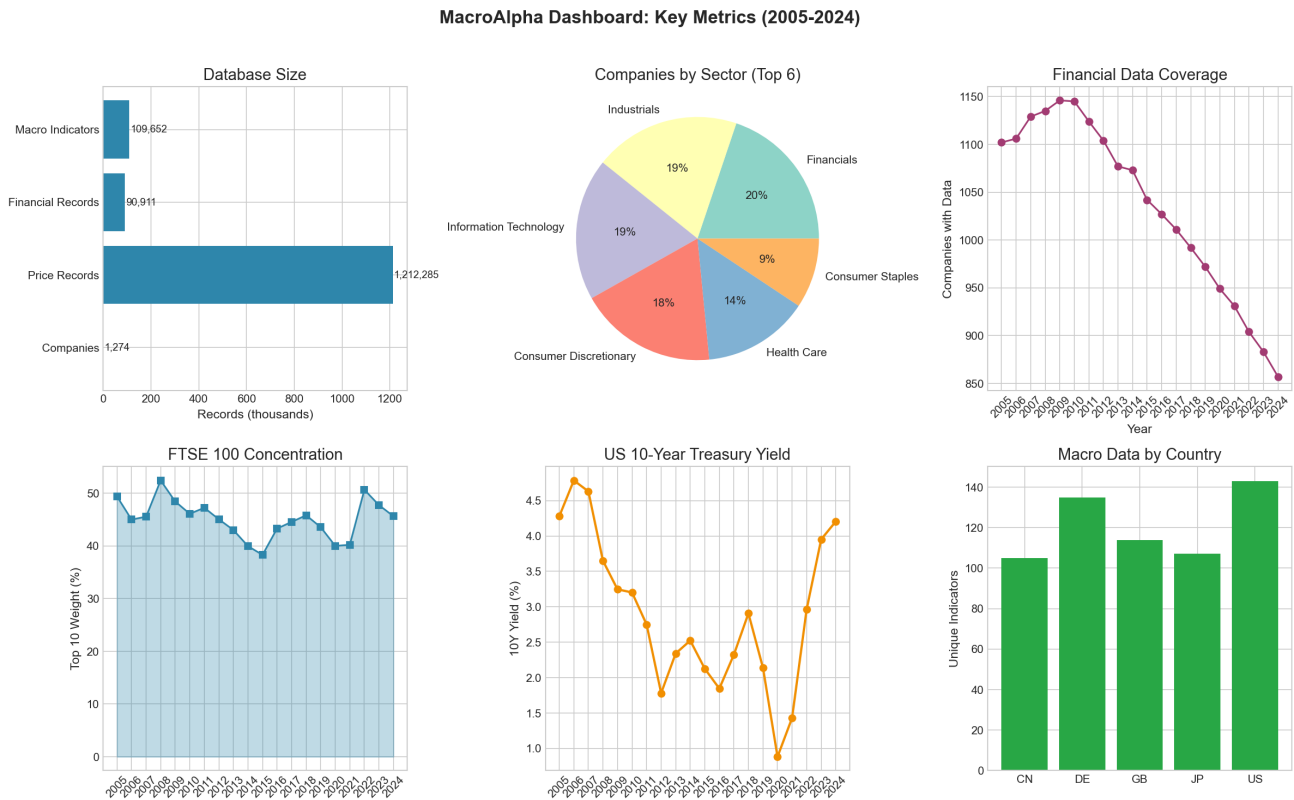 MacroAlpha Dashboard: Key Metrics (2005-2024)
Database Size
Macro Indicators
109,652
Financial Records
90,911
Price Records
1,212,285
Companies
1,274
0 200 400 600 800 1000 1200
Records (thousands)
Companies by Sector (Top 6)
Industrials
19%
Financials
20%
Information Technology
19%
Consumer Staples
9%
Consumer Discretionary
18%
Health Care
14%
Financial Data Coverage
Companies with Data
1150
1100
1050
1000
950
900
850
2005 2006 2007 2008 2009 2010 2011 2012 2013 2014 2015 2016 2017 2018 2019 2020 2021 2022 2023 2024
Year
FTSE 100 Concentration
Top 10 Weight (%)
50
40
30
20
10
0
2005 2006 2007 2008 2009 2010 2011 2012 2013 2014 2015 2016 2017 2018 2019 2020 2021 2022 2023 2024
US 10-Year Treasury Yield
10Y Yield (%)
4.5
4.0
3.5
3.0
2.5
2.0
1.5
1.0
2005 2006 2007 2008 2009 2010 2011 2012 2013 2014 2015 2016 2017 2018 2019 2020 2021 2022 2023 2024
Macro Data by Country
Unique Indicators
140
120
100
80
60
40
20
0
CN DE GB JP US